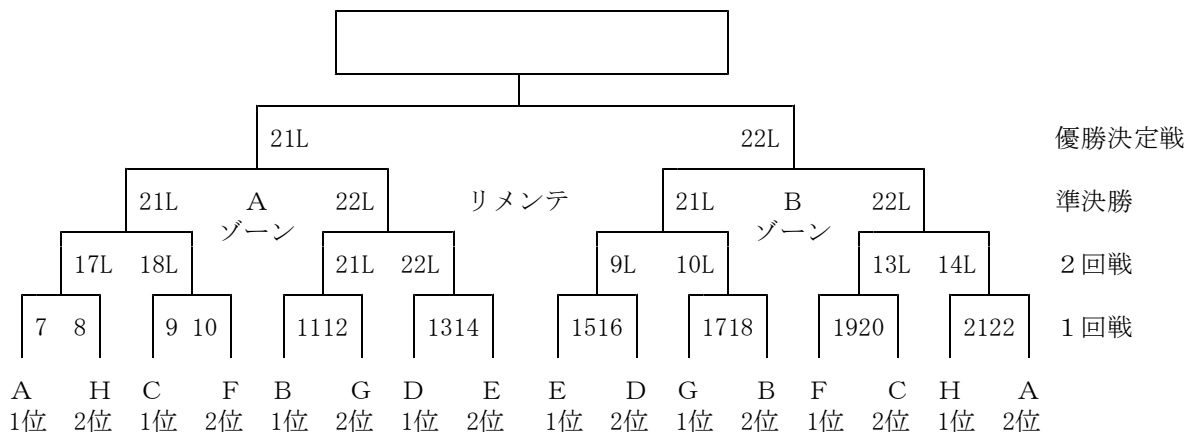 21L 22L 優勝決定戦
21L A 22L リメンテ 21L B 22L 準決勝
ゾーン ゾーン
17L 18L 21L 22L 9L 10L 13L 14L 2回戦
7 8 9 10 1112 1314 1516 1718 1920 2122 1回戦
A H C F B G D E E D G B F C H A
1位 2位 1位 2位 1位 2位 1位 2位 1位 2位 1位 2位 1位 2位 1位 2位